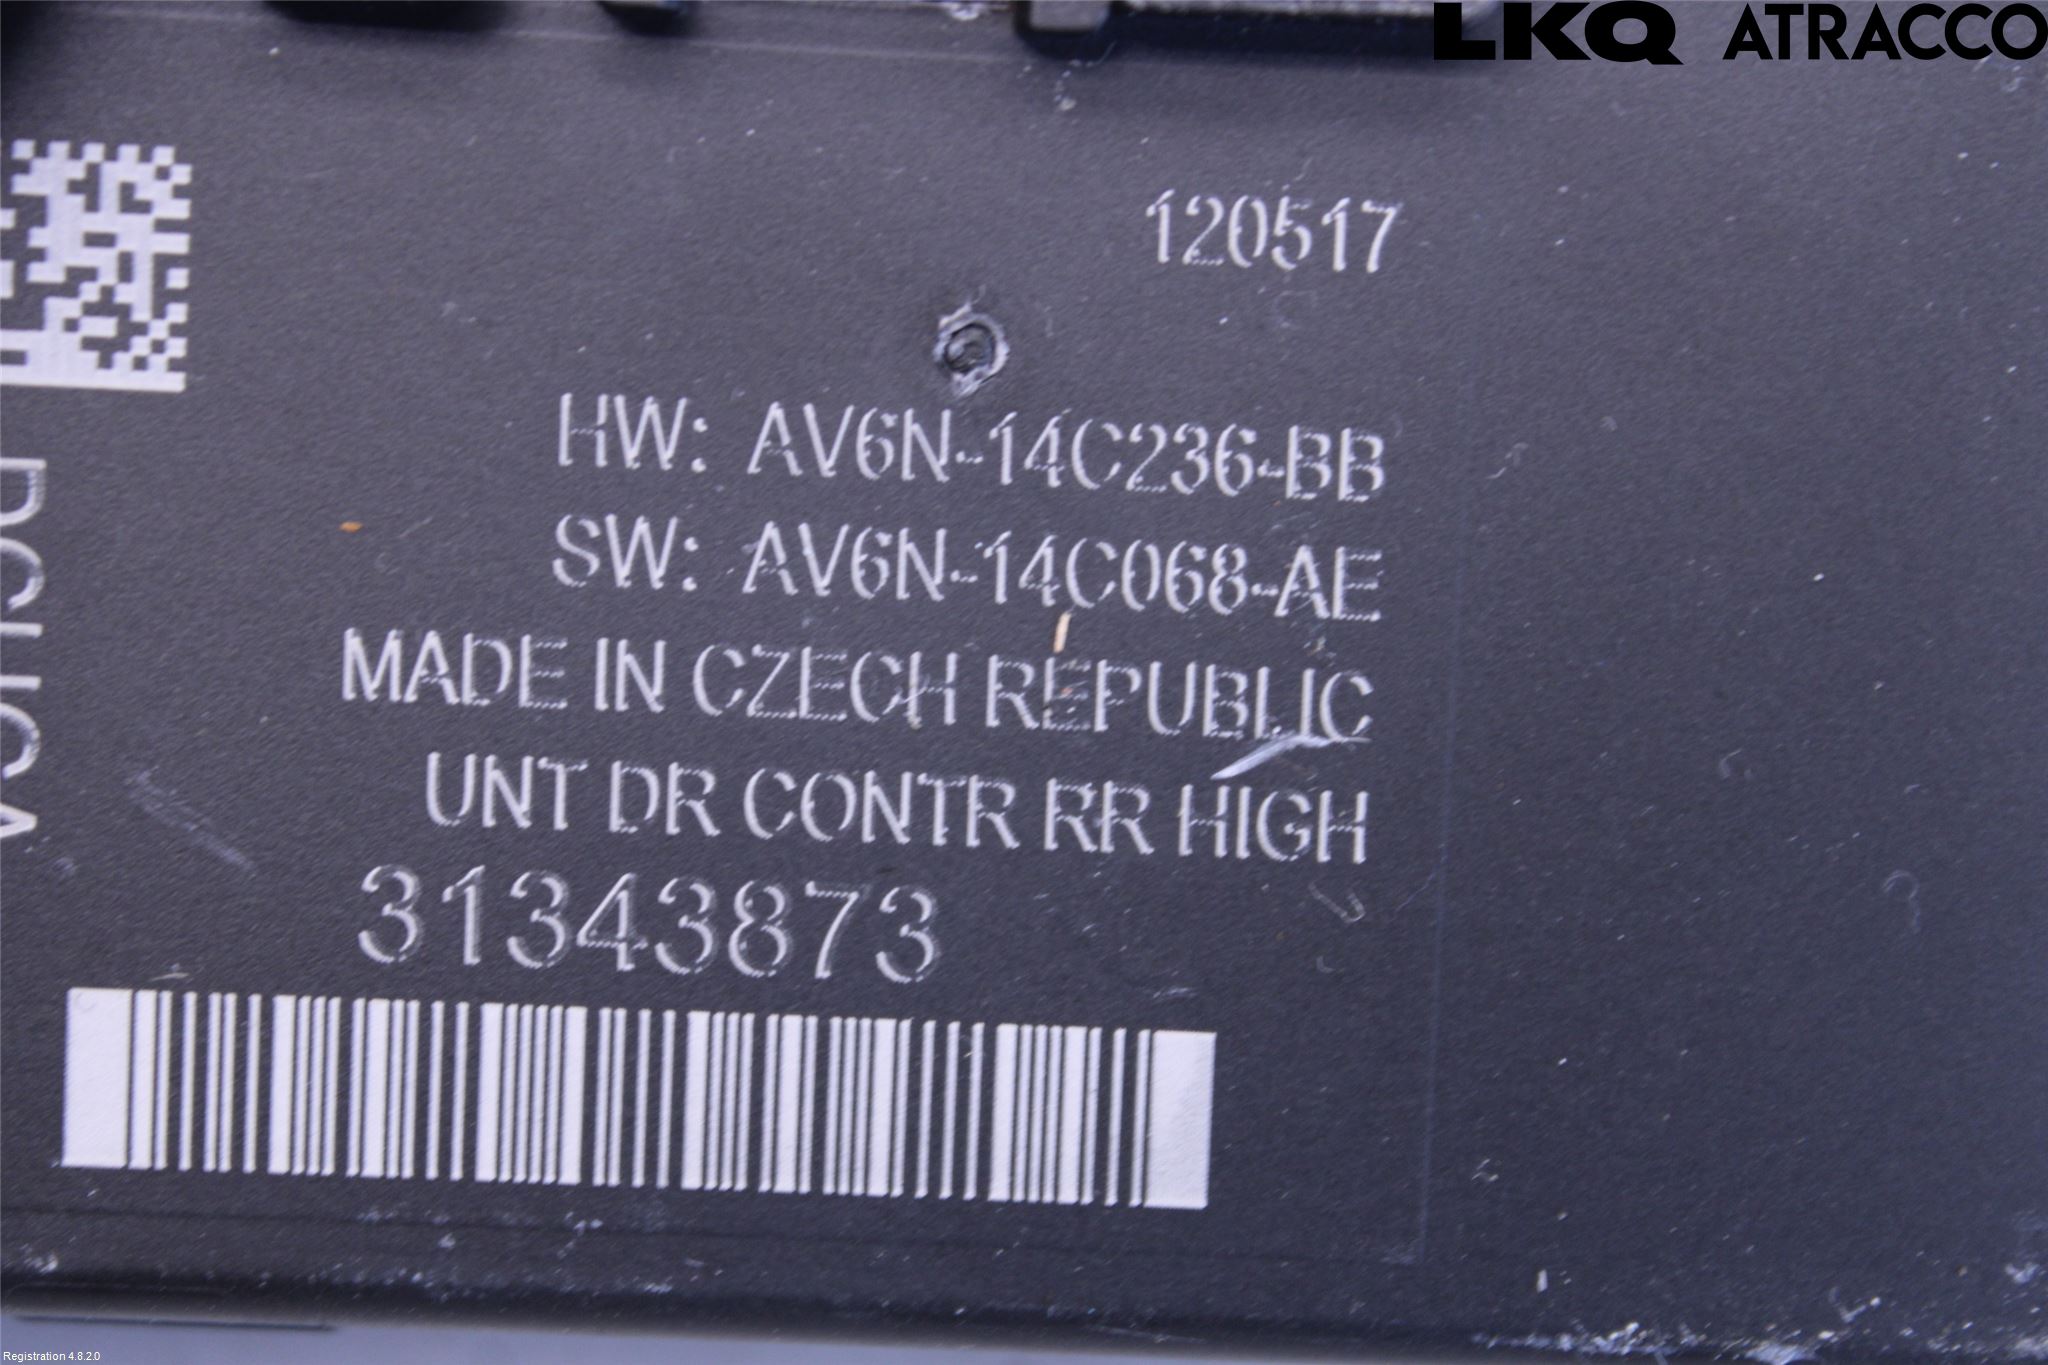 LKQ ATRACCO
120517
HW: AV6N-14C236-BB
SW: AV6N-14C068-AE
MADE IN CZECH REPUBLIC
UNT DR CONTR RR HIGH
31343873
Registration 4.8.2.0